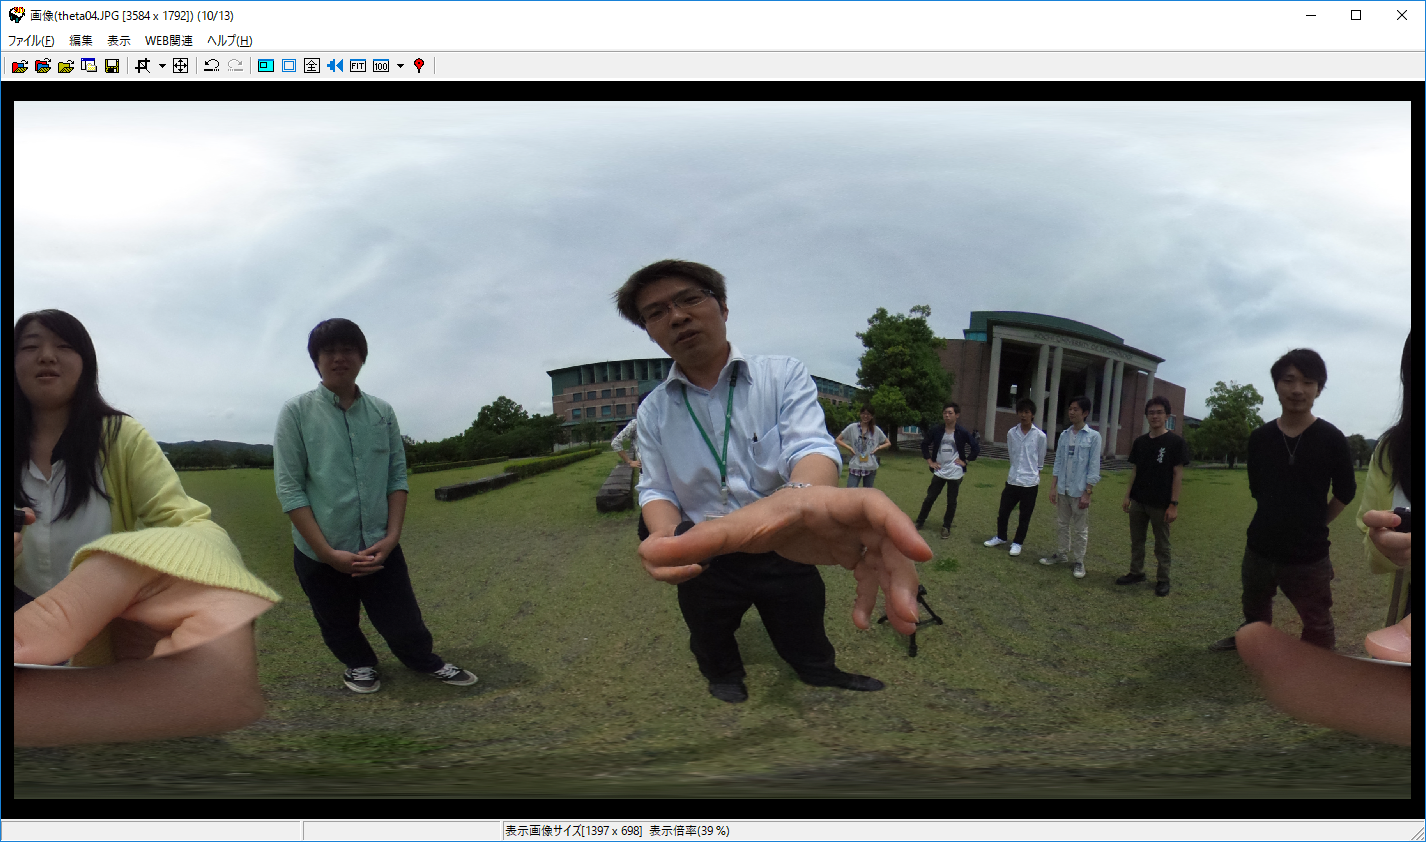 画像(theta04.JPG [3584 x 1792]) (10/13)
ファイル(F) 編集 表示 WEB関連 ヘルプ(H)
全 FIT 100
表示画像サイズ[1397 x 698] 表示倍率(39 %)